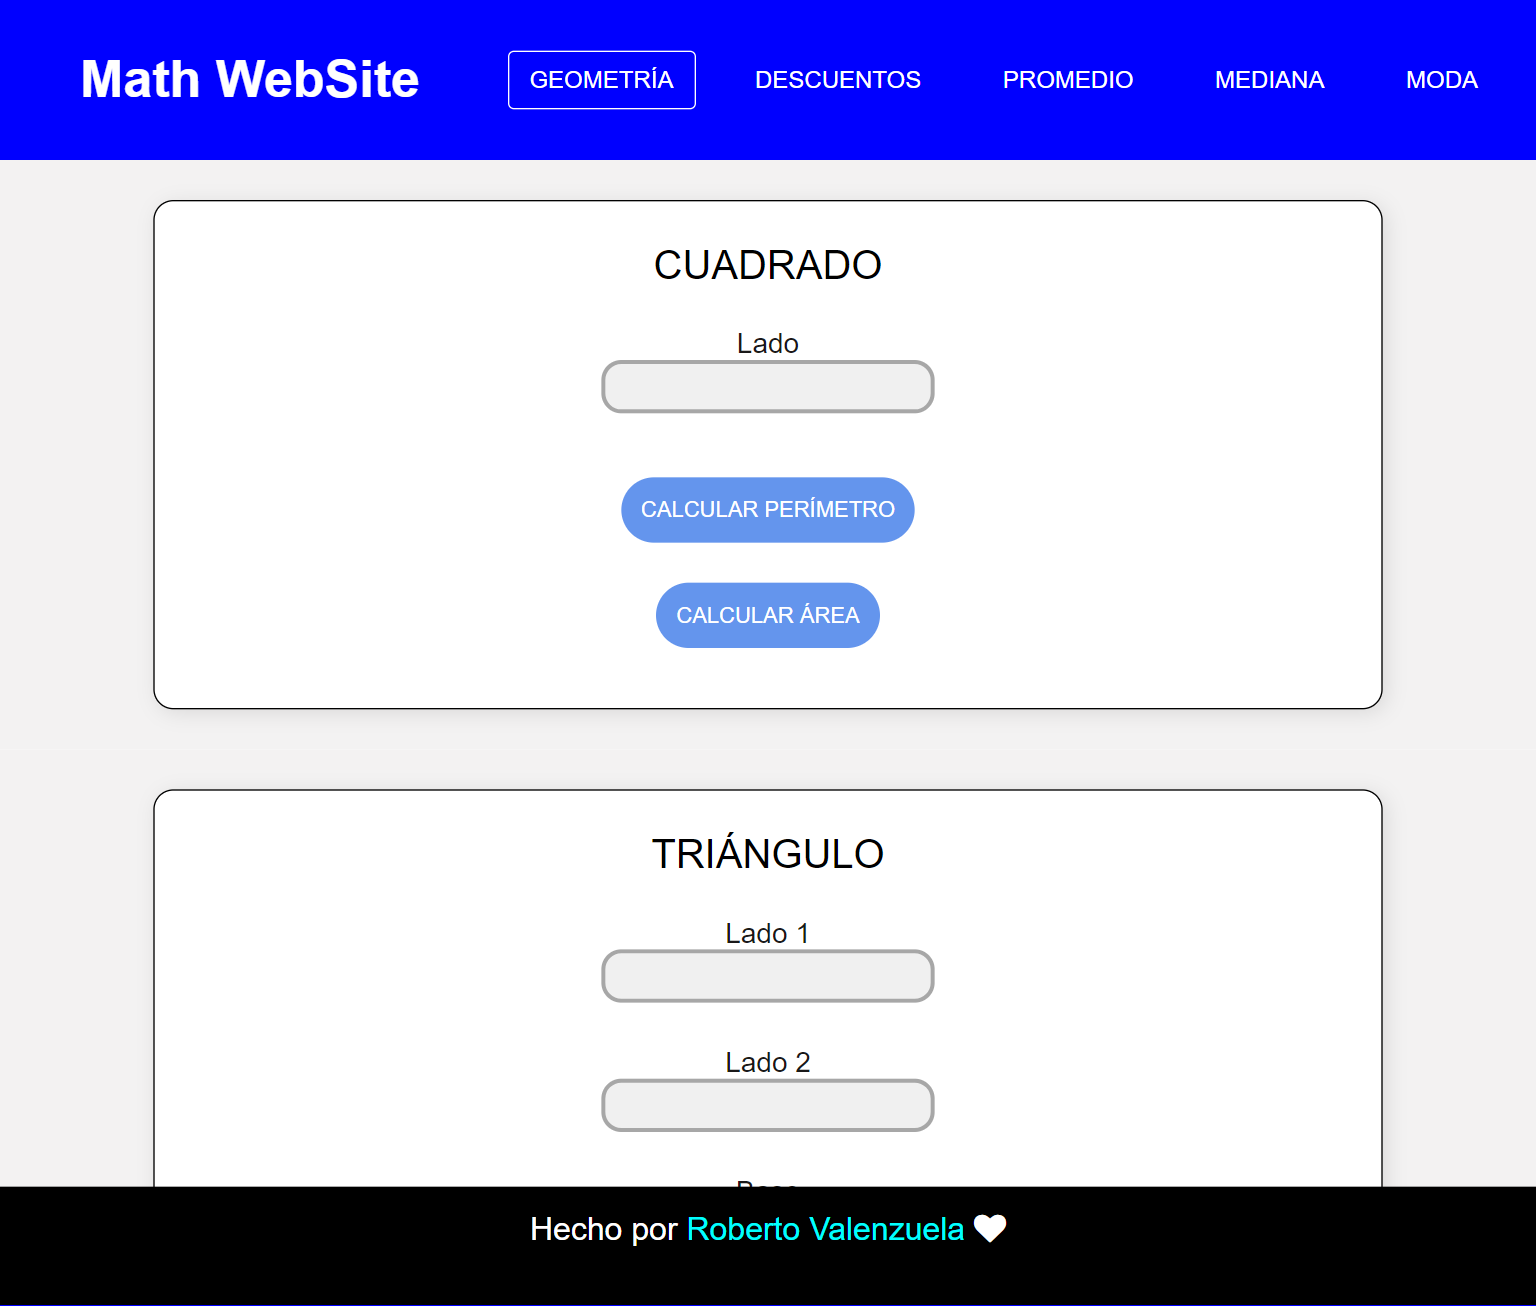 Math WebSite
GEOMETRÍA
DESCUENTOS
PROMEDIO
MEDIANA
MODA
CUADRADO
Lado
CALCULAR PERÍMETRO
CALCULAR ÁREA
TRIÁNGULO
Lado 1
Lado 2
Hecho por Roberto Valenzuela